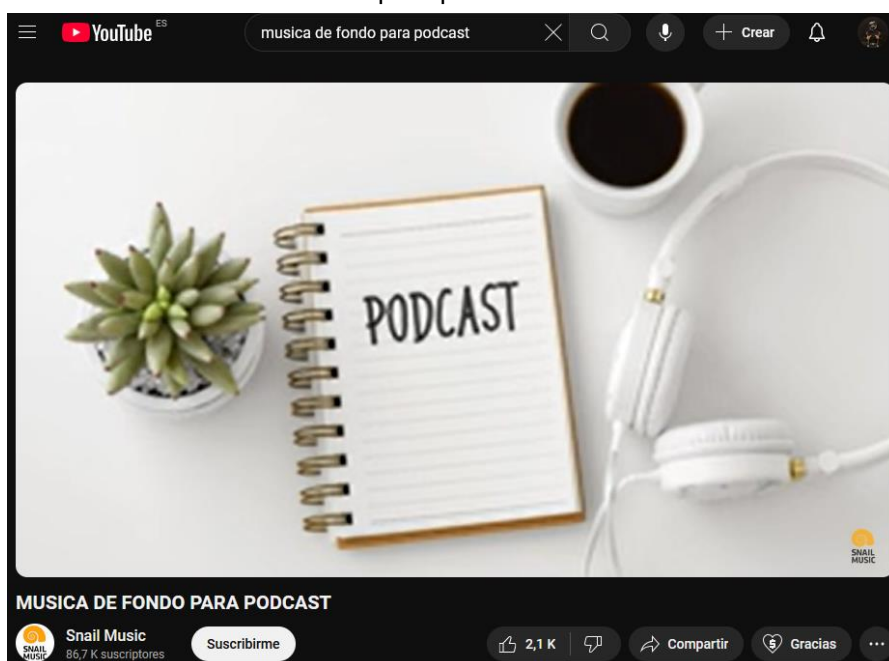 YouTube ES
musica de fondo para podcast
Crear
PODCAST
SNAIL
MUSIC
MUSICA DE FONDO PARA PODCAST
SNAIL
MUSIC
Snail Music
86,7 K suscriptores
Suscribirme
2,1 K
Compartir
Gracias